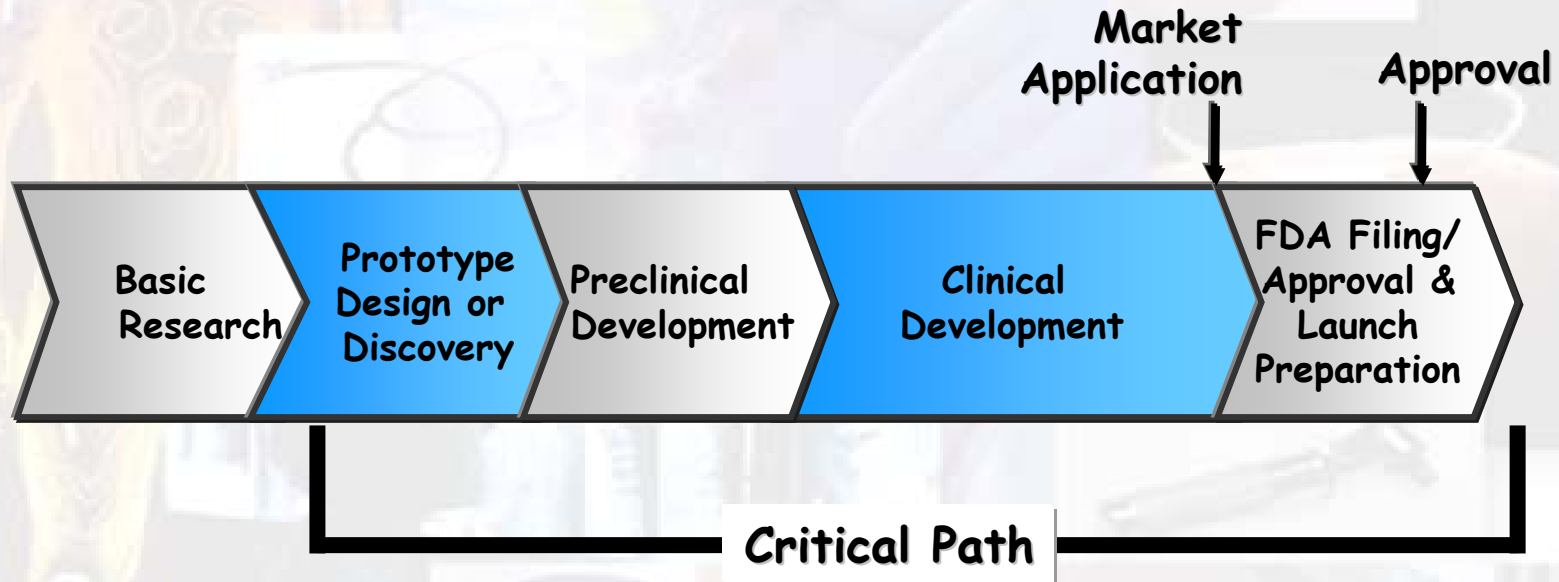 Market
Application
Approval
Basic
Research
Prototype
Design or
Discovery
Preclinical
Development
Clinical
Development
FDA Filing/
Approval &
Launch
Preparation
Critical Path